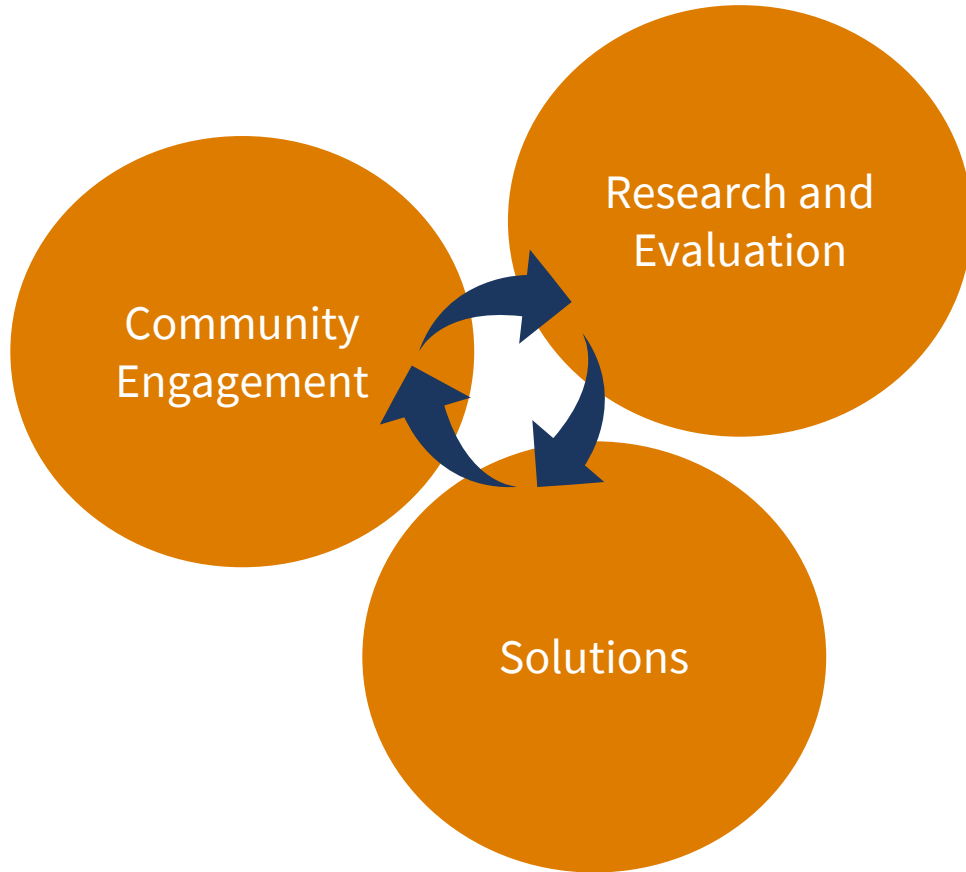 Research and
Evaluation
Community
Engagement
Solutions